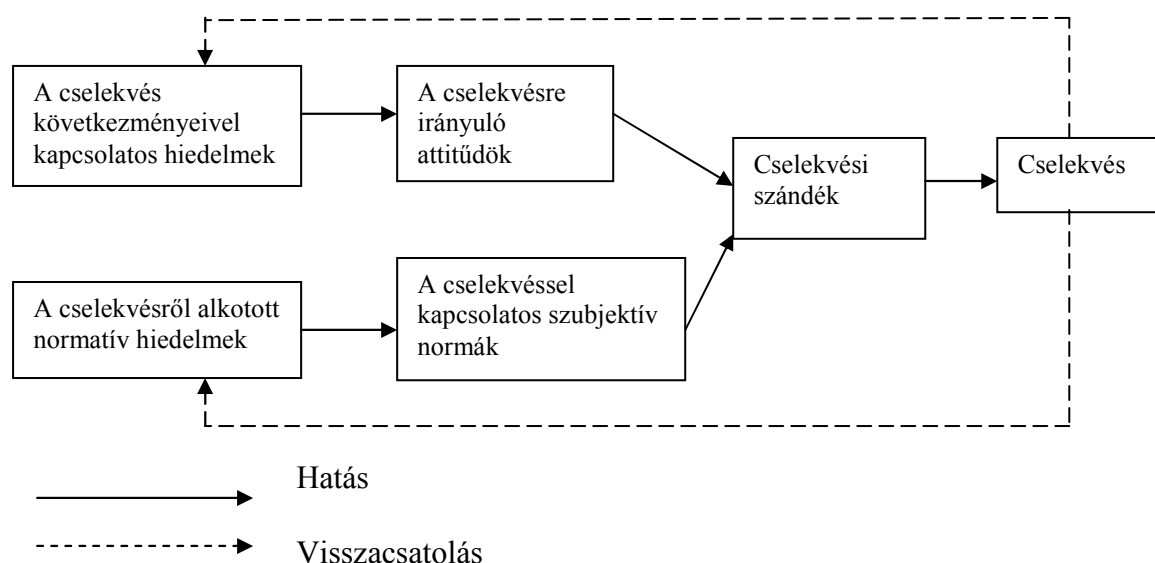 A cselekvés
következményeivel
kapcsolatos hiedelmek
A cselekvésre
irányuló
attitűdök
Cselekvési
szándék
Cselekvés
A cselekvésről alkotott
normatív hiedelmek
A cselekvéssel
kapcsolatos szubjektív
normák
Hatás
Visszacsatolás